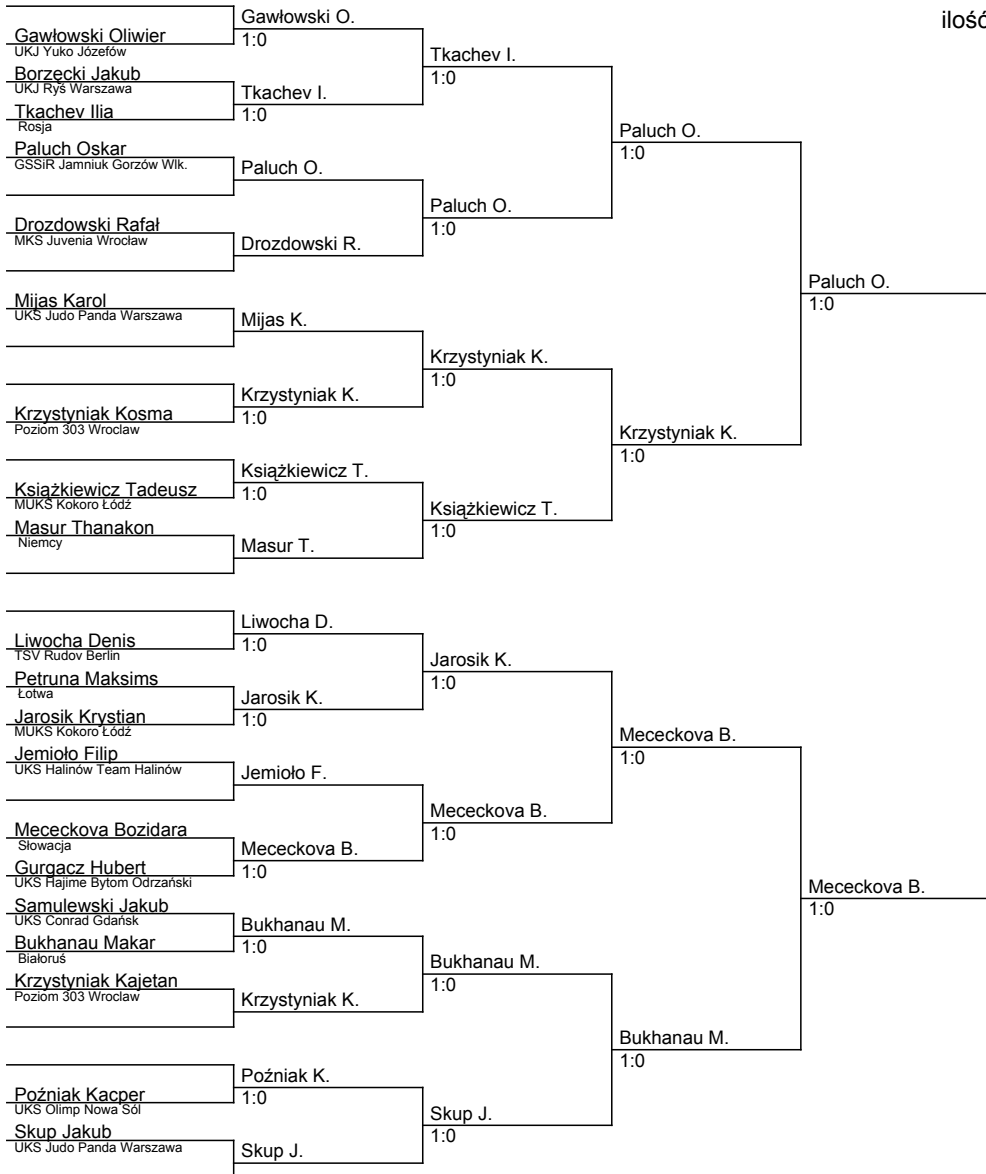 ilość
Gawłowski Oliwier
UKJ Yuko Józefów
Borzęcki Jakub
UKJ Ryś Warszawa
Tkachev Ilia
Rosja
Paluch Oskar
GSSiR Jamniuk Gorzów Wlk.
Drozdowski Rafał
MKS Juvenia Wrocław
Mijas Karol
UKS Judo Panda Warszawa
Krzystyniak Kosma
Poziom 303 Wroclaw
Książkiewicz Tadeusz
MUKS Kokoro Łódź
Masur Thanakon
Niemcy
Liwocha Denis
TSV Rudov Berlin
Petruna Maksims
Łotwa
Jarosik Krystian
MUKS Kokoro Łódź
Jemioło Filip
UKS Halinów Team Halinów
Mececkova Bozidara
Słowacja
Gurgacz Hubert
UKS Hajime Bytom Odrzański
Samulewski Jakub
UKS Conrad Gdańsk
Bukhanau Makar
Białoruś
Krzystyniak Kajetan
Poziom 303 Wroclaw
Poźniak Kacper
UKS Olimp Nowa Sól
Skup Jakub
UKS Judo Panda Warszawa
Gawłowski O.
1:0
Tkachev I.
1:0
Paluch O.
Drozdowski R.
Mijas K.
Krzystyniak K.
1:0
Książkiewicz T.
1:0
Masur T.
Liwocha D.
1:0
Jarosik K.
1:0
Jemioło F.
Mececkova B.
1:0
Bukhanau M.
1:0
Krzystyniak K.
Poźniak K.
1:0
Skup J.
Tkachev I.
1:0
Paluch O.
1:0
Krzystyniak K.
1:0
Książkiewicz T.
1:0
Jarosik K.
1:0
Mececkova B.
1:0
Bukhanau M.
1:0
Skup J.
1:0
Paluch O.
1:0
Krzystyniak K.
1:0
Mececkova B.
1:0
Bukhanau M.
1:0
Paluch O.
1:0
Mececkova B.
1:0